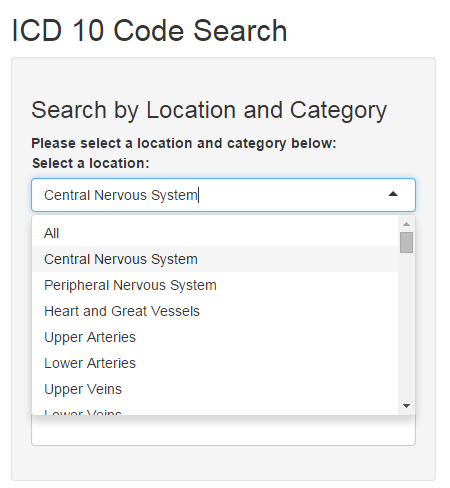 ICD 10 Code Search
Search by Location and Category
Please select a location and category below:
Select a location:
Central Nervous System
All
Central Nervous System
Peripheral Nervous System
Heart and Great Vessels
Upper Arteries
Lower Arteries
Upper Veins
Lower Veins